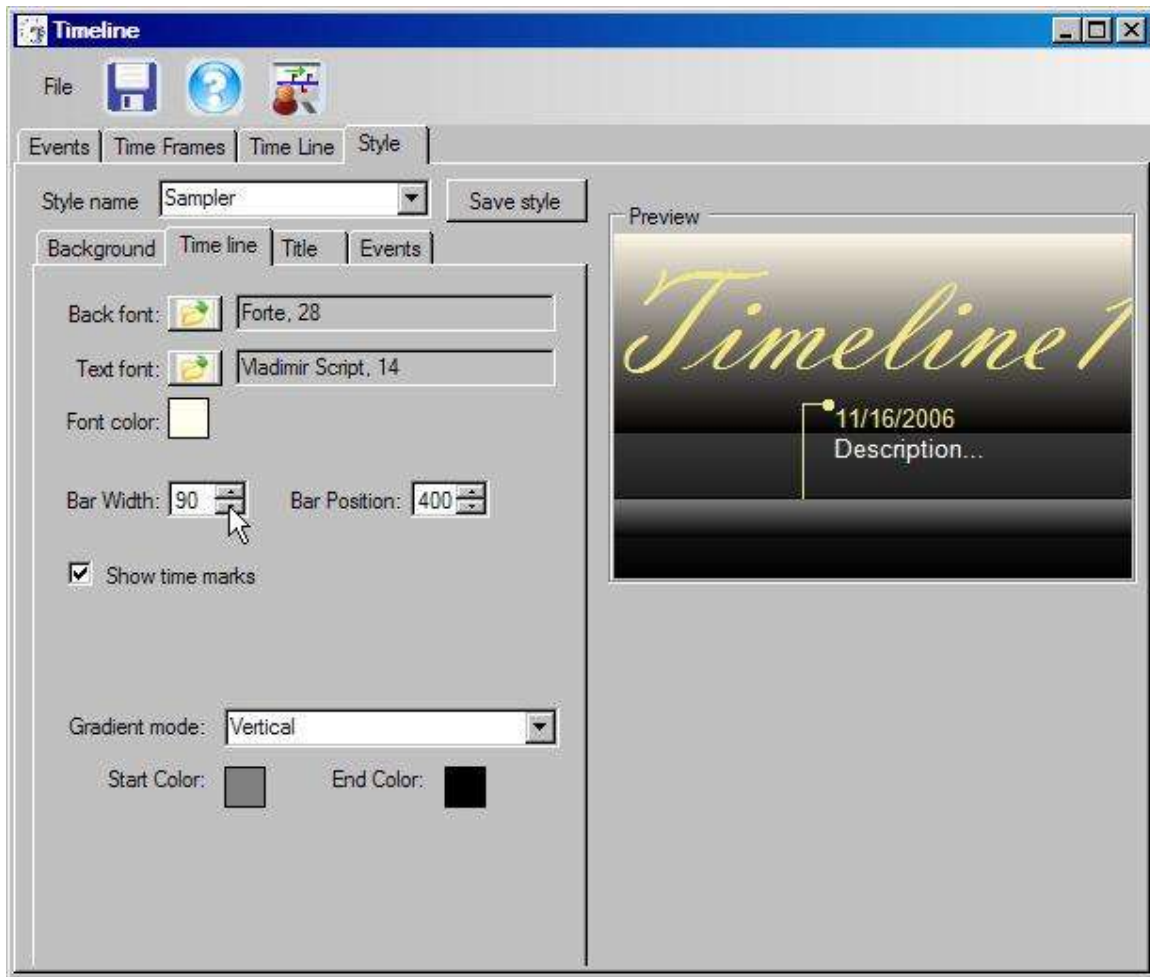 Timeline
File
Events Time Frames Time Line Style
Style name Sampler Save style
Background Time line Title Events
Back font: Forte, 28
Text font: Vladimir Script, 14
Font color:
Bar Width: 90 Bar Position: 400
Show time marks
Gradient mode: Vertical
Start Color: End Color:
Preview
Timeline1
11/16/2006
Description...